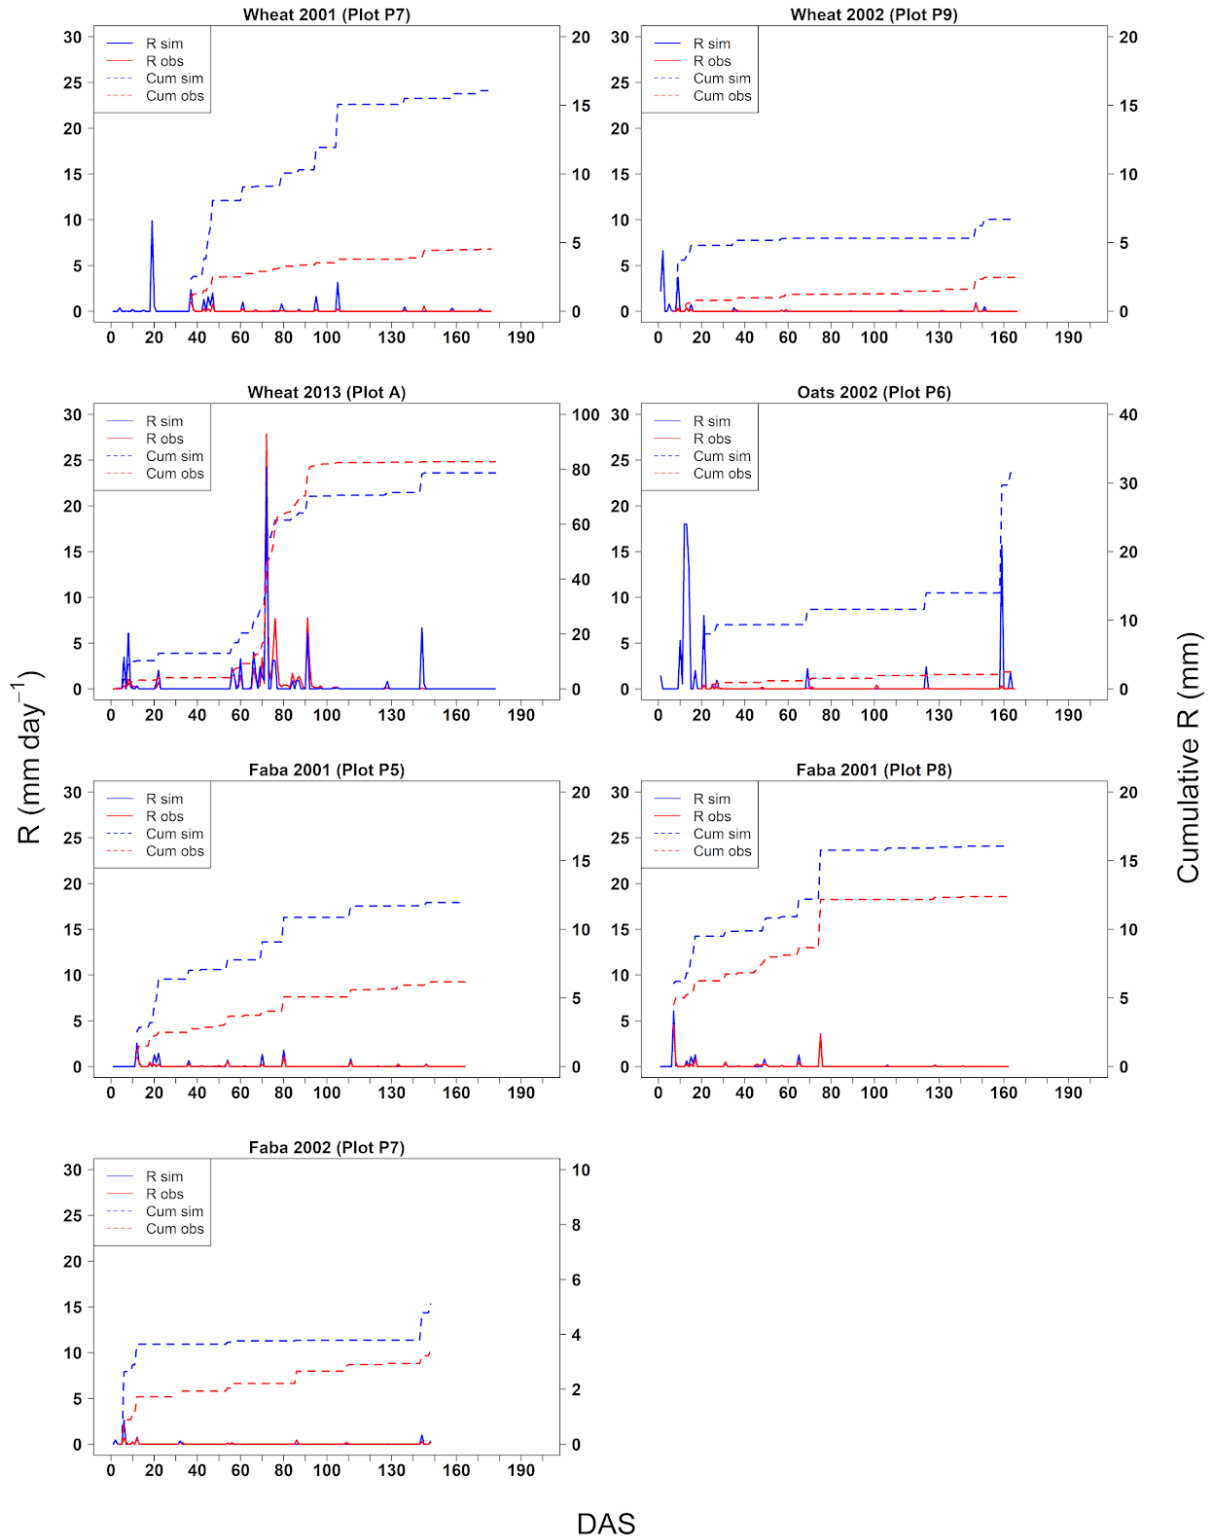 Wheat 2001 (Plot P7)
30
25
20
15
10
5
0
R sim
R obs
Cum sim
Cum obs
20
15
10
5
0
0 20 40 60 80 100 130 160 190
Wheat 2002 (Plot P9)
30
25
20
15
10
5
0
R sim
R obs
Cum sim
Cum obs
20
15
10
5
0
0 20 40 60 80 100 130 160 190
Wheat 2013 (Plot A)
30
25
20
15
10
5
0
R sim
R obs
Cum sim
Cum obs
100
80
60
40
20
0
0 20 40 60 80 100 130 160 190
Oats 2002 (Plot P6)
30
25
20
15
10
5
0
R sim
R obs
Cum sim
Cum obs
40
30
20
10
0
0 20 40 60 80 100 130 160 190
Faba 2001 (Plot P5)
30
25
20
15
10
5
0
R sim
R obs
Cum sim
Cum obs
20
15
10
5
0
0 20 40 60 80 100 130 160 190
Faba 2001 (Plot P8)
30
25
20
15
10
5
0
R sim
R obs
Cum sim
Cum obs
20
15
10
5
0
0 20 40 60 80 100 130 160 190
Faba 2002 (Plot P7)
30
25
20
15
10
5
0
R sim
R obs
Cum sim
Cum obs
10
8
6
4
2
0
0 20 40 60 80 100 130 160 190
R (mm day⁻¹)
Cumulative R (mm)
DAS